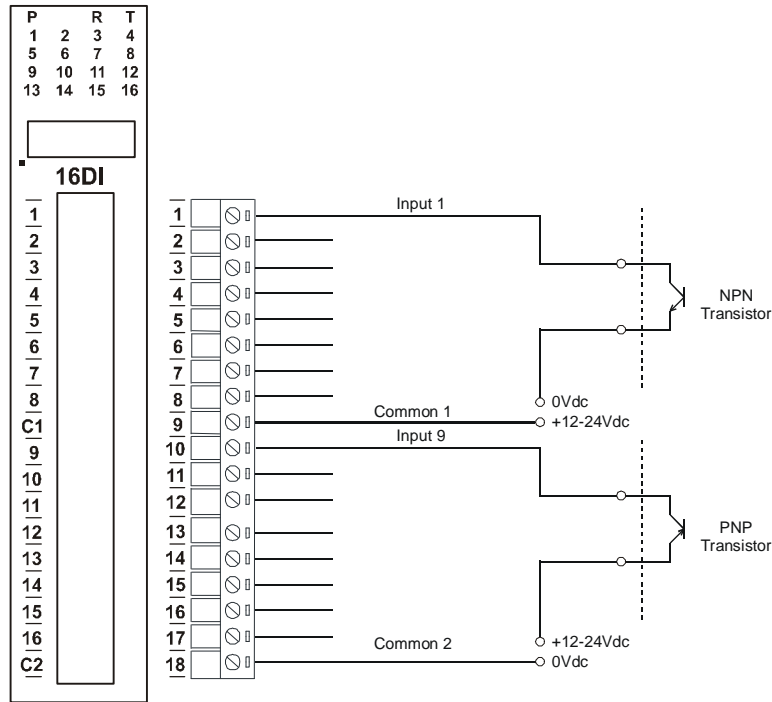 P R T
1 2 3 4
5 6 7 8
9 10 11 12
13 14 15 16
16DI
1
2
3
4
5
6
7
8
C1
9
10
11
12
13
14
15
16
C2
1
2
3
4
5
6
7
8
9
10
11
12
13
14
15
16
17
18
Input 1
NPN
Transistor
0Vdc
Common 1
+12-24Vdc
Input 9
PNP
Transistor
+12-24Vdc
Common 2
0Vdc